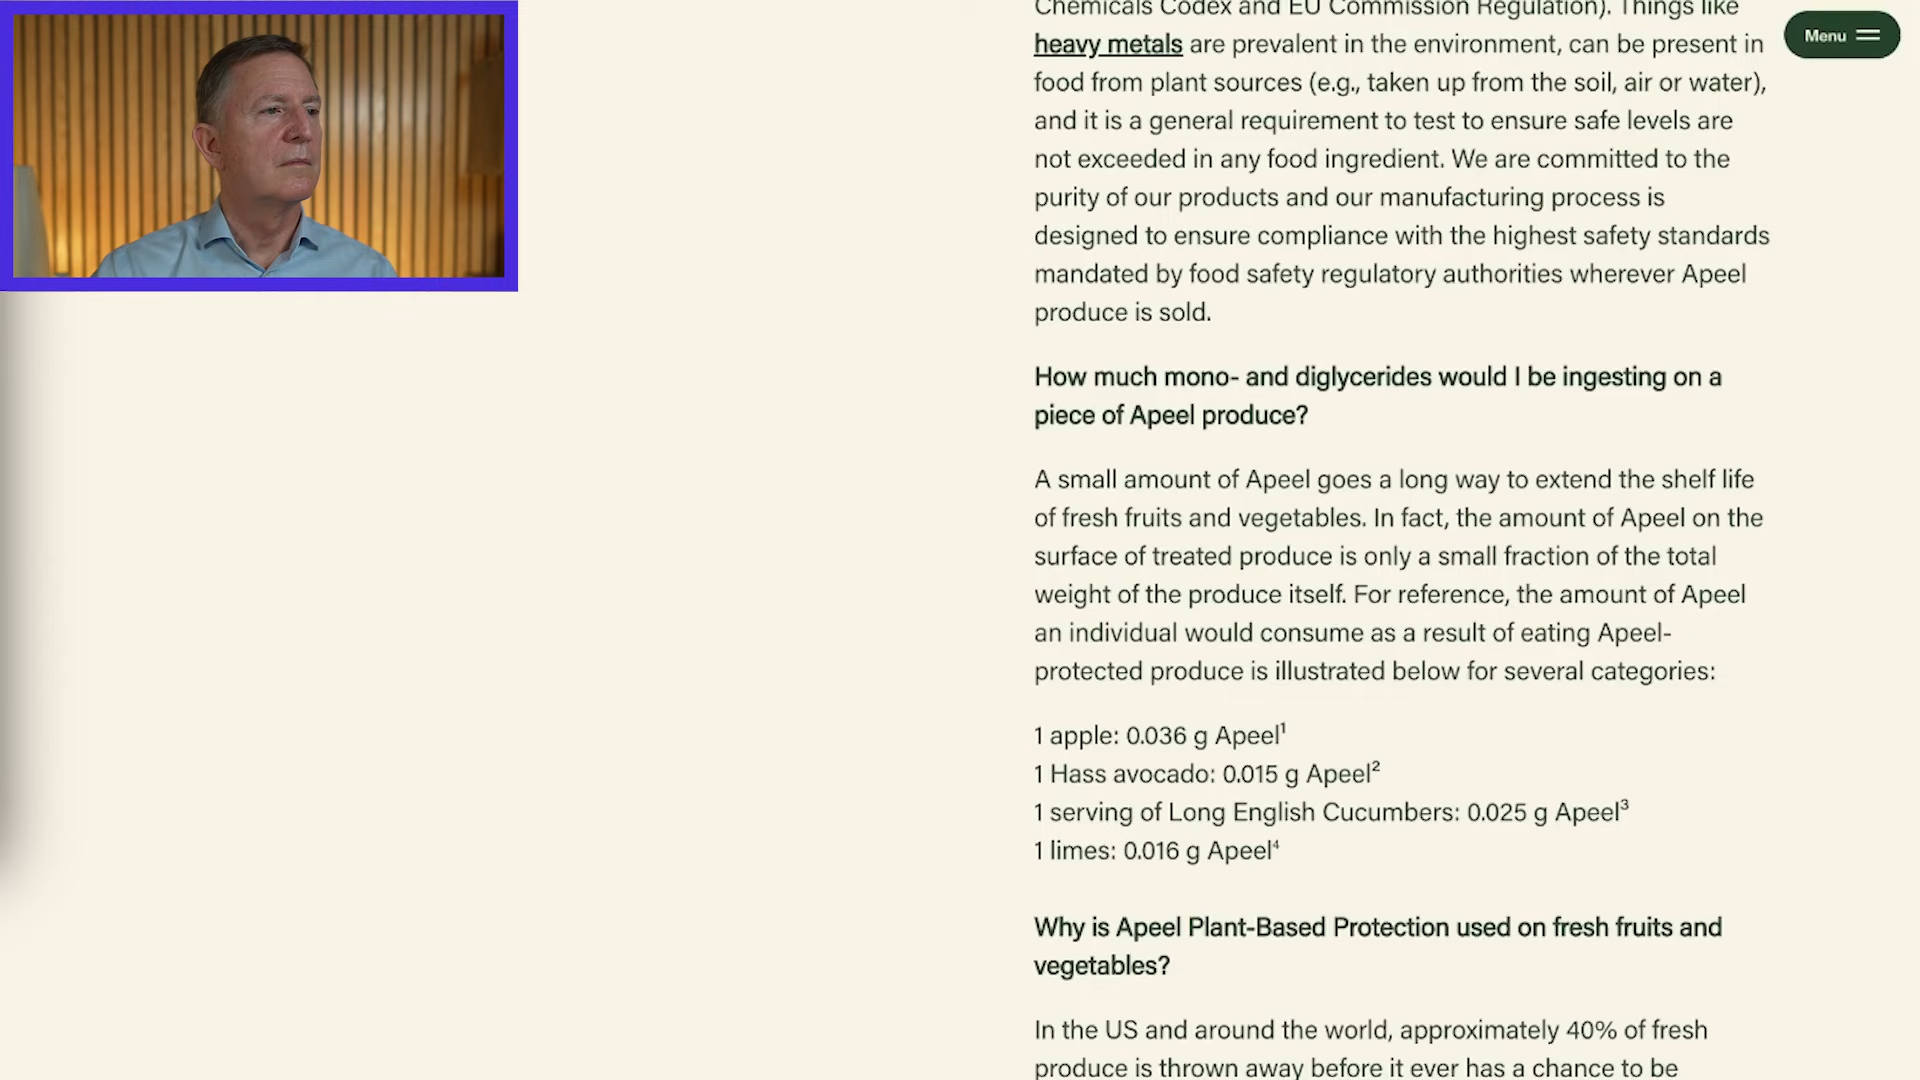 Chemicals Codex and EU Commission Regulation). Things like
heavy metals are prevalent in the environment, can be present in
food from plant sources (e.g., taken up from the soil, air or water),
and it is a general requirement to test to ensure safe levels are
not exceeded in any food ingredient. We are committed to the
purity of our products and our manufacturing process is
designed to ensure compliance with the highest safety standards
mandated by food safety regulatory authorities wherever Apeel
produce is sold.
Menu
How much mono- and diglycerides would I be ingesting on a
piece of Apeel produce?
A small amount of Apeel goes a long way to extend the shelf life
of fresh fruits and vegetables. In fact, the amount of Apeel on the
surface of treated produce is only a small fraction of the total
weight of the produce itself. For reference, the amount of Apeel
an individual would consume as a result of eating Apeel-
protected produce is illustrated below for several categories:
1 apple: 0.036 g Apeel¹
1 Hass avocado: 0.015 g Apeel²
1 serving of Long English Cucumbers: 0.025 g Apeel³
1 limes: 0.016 g Apeel⁴
Why is Apeel Plant-Based Protection used on fresh fruits and
vegetables?
In the US and around the world, approximately 40% of fresh
produce is thrown away before it ever has a chance to be